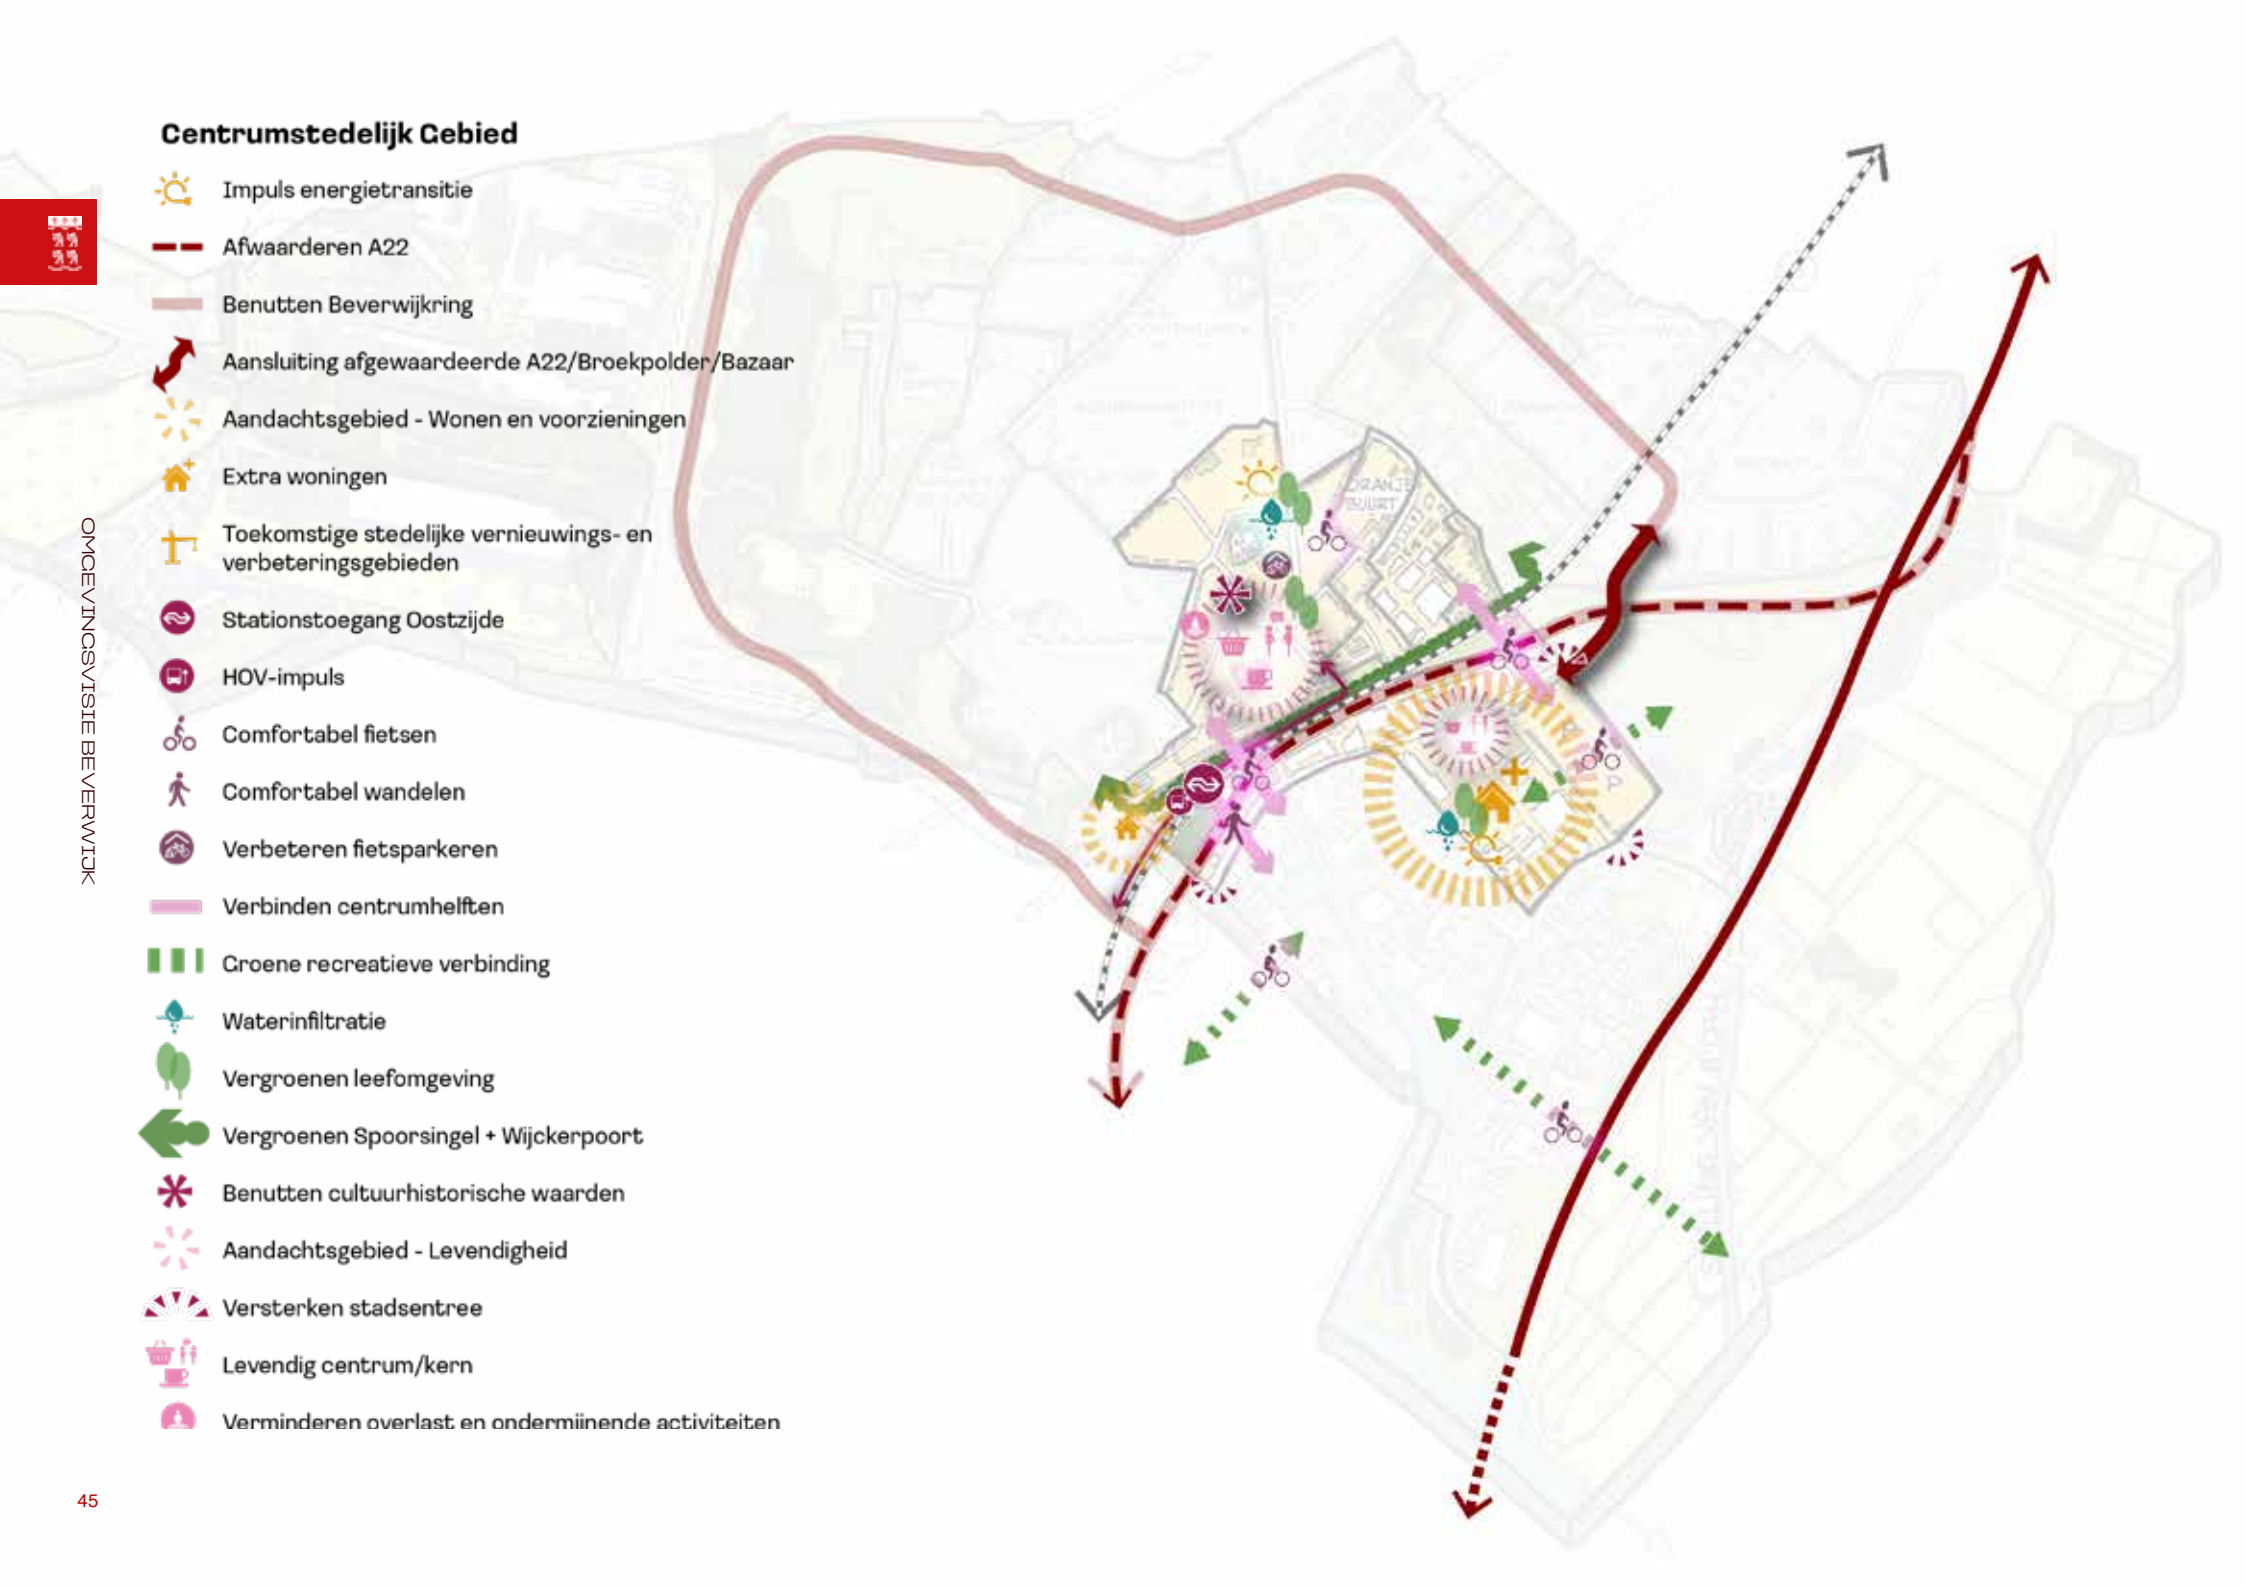 Centrumstedelijk Gebied
Impuls energietransitie
Afwaarderen A22
Benutten Beverwijkring
Aansluiting afgewaardeerde A22/Broekpolder/Bazaar
Aandachtsgebied - Wonen en voorzieningen
Extra woningen
Toekomstige stedelijke vernieuwings- en
verbeteringsgebieden
Stationstoegang Oostzijde
HOV-impuls
Comfortabel fietsen
Comfortabel wandelen
Verbeteren fietsparkeren
Verbinden centrumhelften
Groene recreatieve verbinding
Waterinfiltratie
Vergroenen leefomgeving
Vergroenen Spoorsingel + Wijckerpoort
Benutten cultuurhistorische waarden
Aandachtsgebied - Levendigheid
Versterken stadsentree
Levendig centrum/kern
Verminderen overlast en ondermijnende activiteiten
OMGEVINGSVISIE BEVERWIJK
45
ORANJE
BUURT